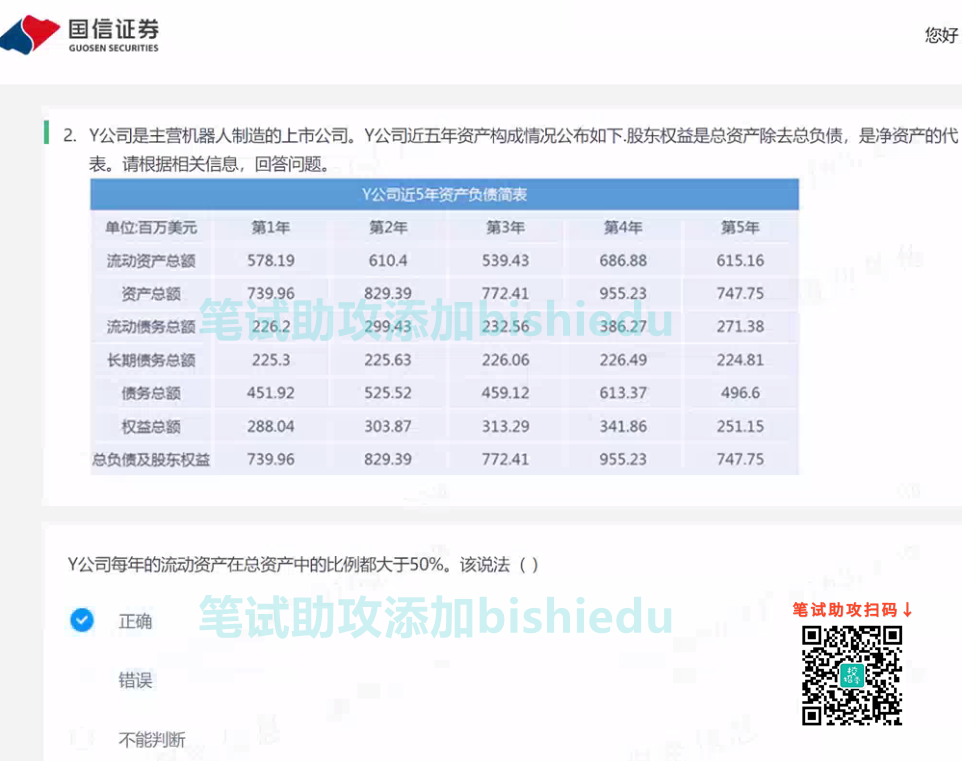 国信证券
GUOSEN SECURITIES
您好
2. Y公司是主营机器人制造的上市公司。Y公司近五年资产构成情况公布如下.股东权益是总资产除去总负债，是净资产的代
表。请根据相关信息，回答问题。
Y公司近5年资产负债简表
单位:百万美元 第1年 第2年 第3年 第4年 第5年
流动资产总额 578.19 610.4 539.43 686.88 615.16
资产总额 739.96 829.39 772.41 955.23 747.75
流动债务总额 226.2 299.43 232.56 386.27 271.38
笔试助攻添加bishiedu
长期债务总额 225.3 225.63 226.06 226.49 224.81
债务总额 451.92 525.52 459.12 613.37 496.6
权益总额 288.04 303.87 313.29 341.86 251.15
总负债及股东权益 739.96 829.39 772.41 955.23 747.75
Y公司每年的流动资产在总资产中的比例都大于50%。该说法（ ）
正确
笔试助攻添加bishiedu
笔试助攻扫码↓
错误
不能判断